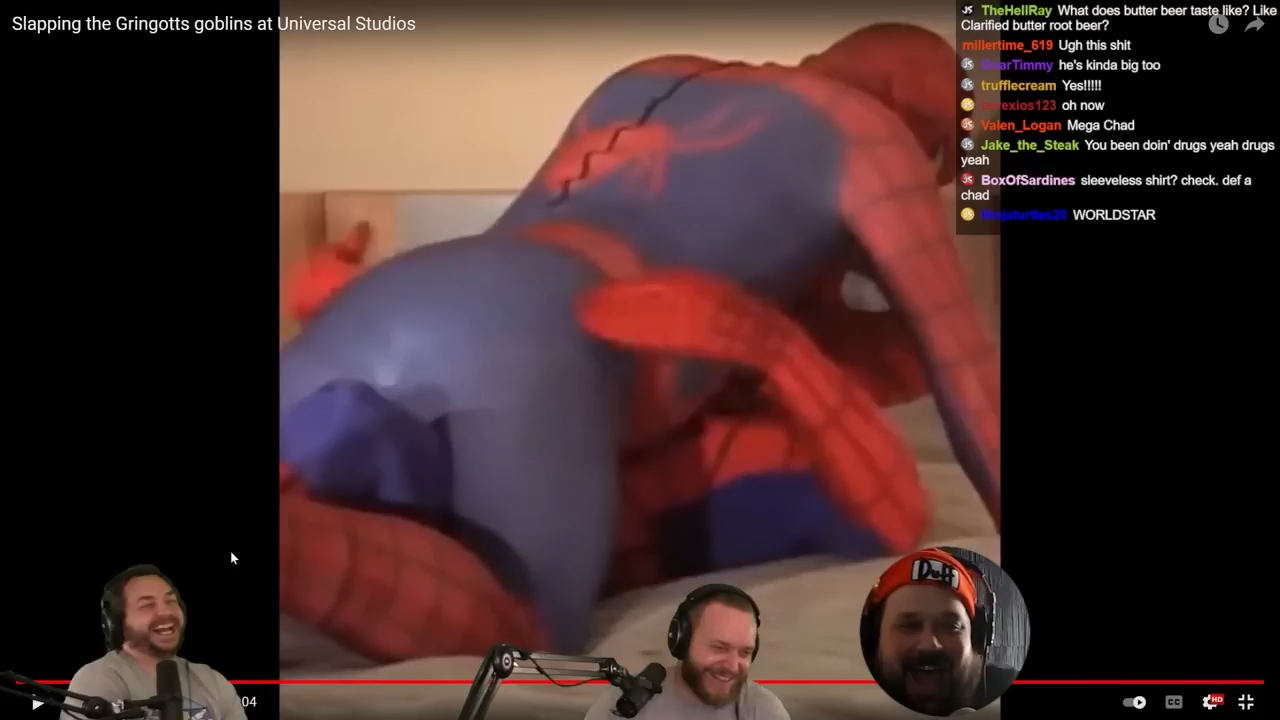 Slapping the Gringotts goblins at Universal Studios
TheHellRay What does butter beer taste like? Like
Clarified butter root beer?
millertime_619 Ugh this shit
he's kinda big too
trufflecream Yes!!!!!
oh now
Valen_Logan Mega Chad
Jake_the_Steak You been doin' drugs yeah drugs
yeah
BoxOfSardines sleeveless shirt? check. def a
chad
WORLDSTAR
Duff
04
CC
HD